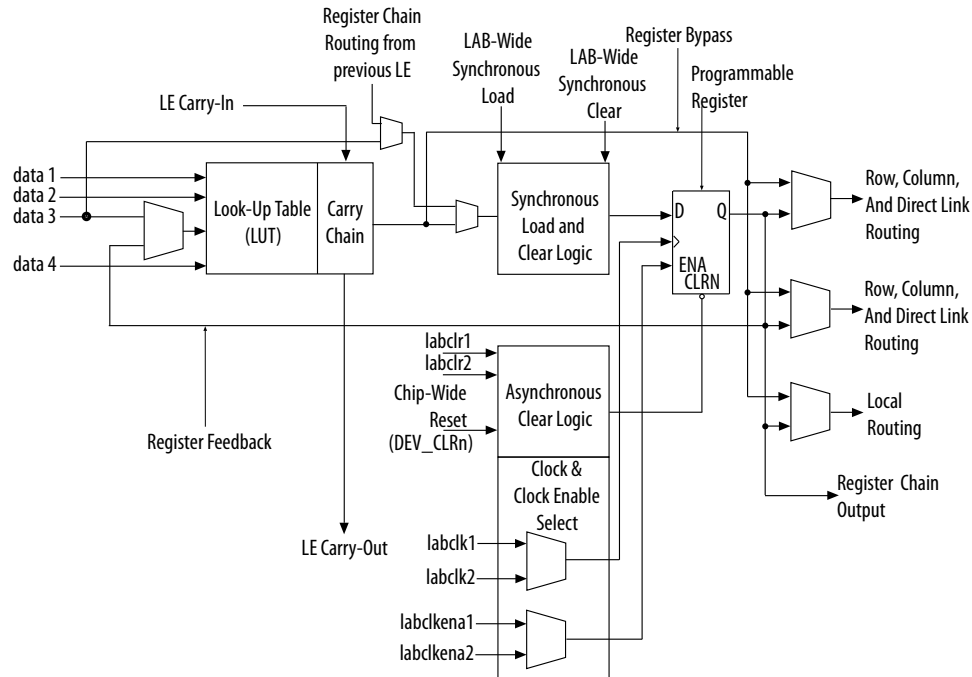 Register Chain
Routing from
previous LE
LAB-Wide
Synchronous
Load
LAB-Wide
Synchronous
Clear
Register Bypass
Programmable
Register
LE Carry-In
data 1
data 2
data 3
data 4
Look-Up Table
(LUT)
Carry
Chain
Synchronous
Load and
Clear Logic
D
Q
ENA
CLRN
Row, Column,
And Direct Link
Routing
Row, Column,
And Direct Link
Routing
Local
Routing
Register Chain
Output
Register Feedback
labclr1
labclr2
Chip-Wide
Reset
(DEV_CLRn)
Asynchronous
Clear Logic
Clock &
Clock Enable
Select
LE Carry-Out
labclk1
labclk2
labclkena1
labclkena2